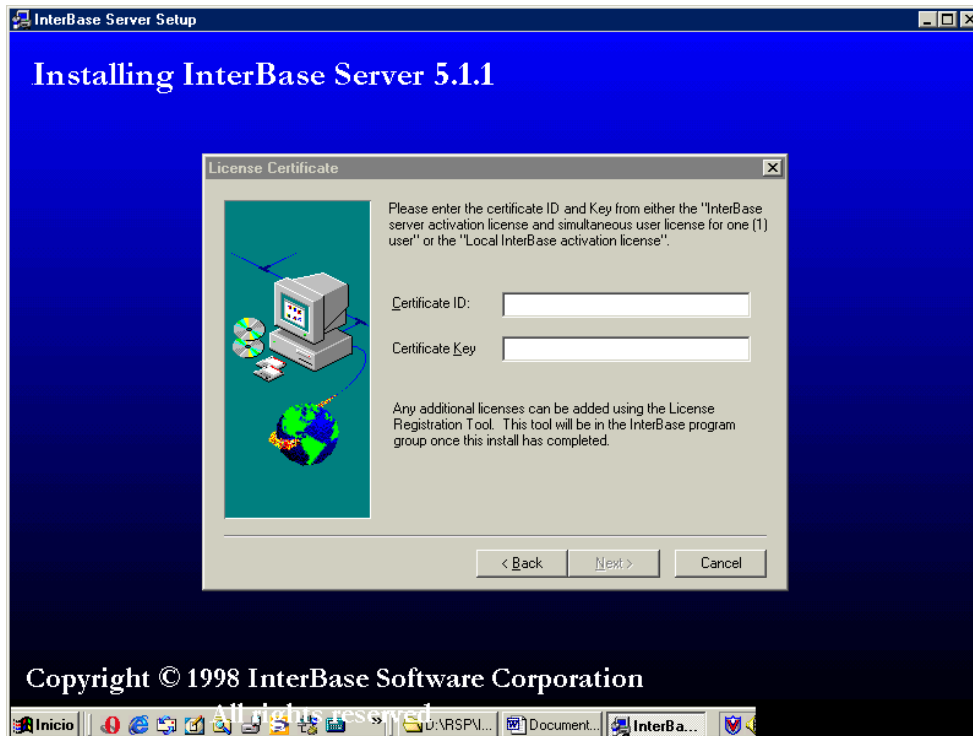 InterBase Server Setup
Installing InterBase Server 5.1.1
License Certificate
Please enter the certificate ID and Key from either the "InterBase
server activation license and simultaneous user license for one (1)
user" or the "Local InterBase activation license".
Certificate ID:
Certificate Key
Any additional licenses can be added using the License
Registration Tool. This tool will be in the InterBase program
group once this install has completed.
< Back Next > Cancel
Copyright © 1998 InterBase Software Corporation
All rights reserved.
Inicio » D:\RSP\I... Document... InterBa...